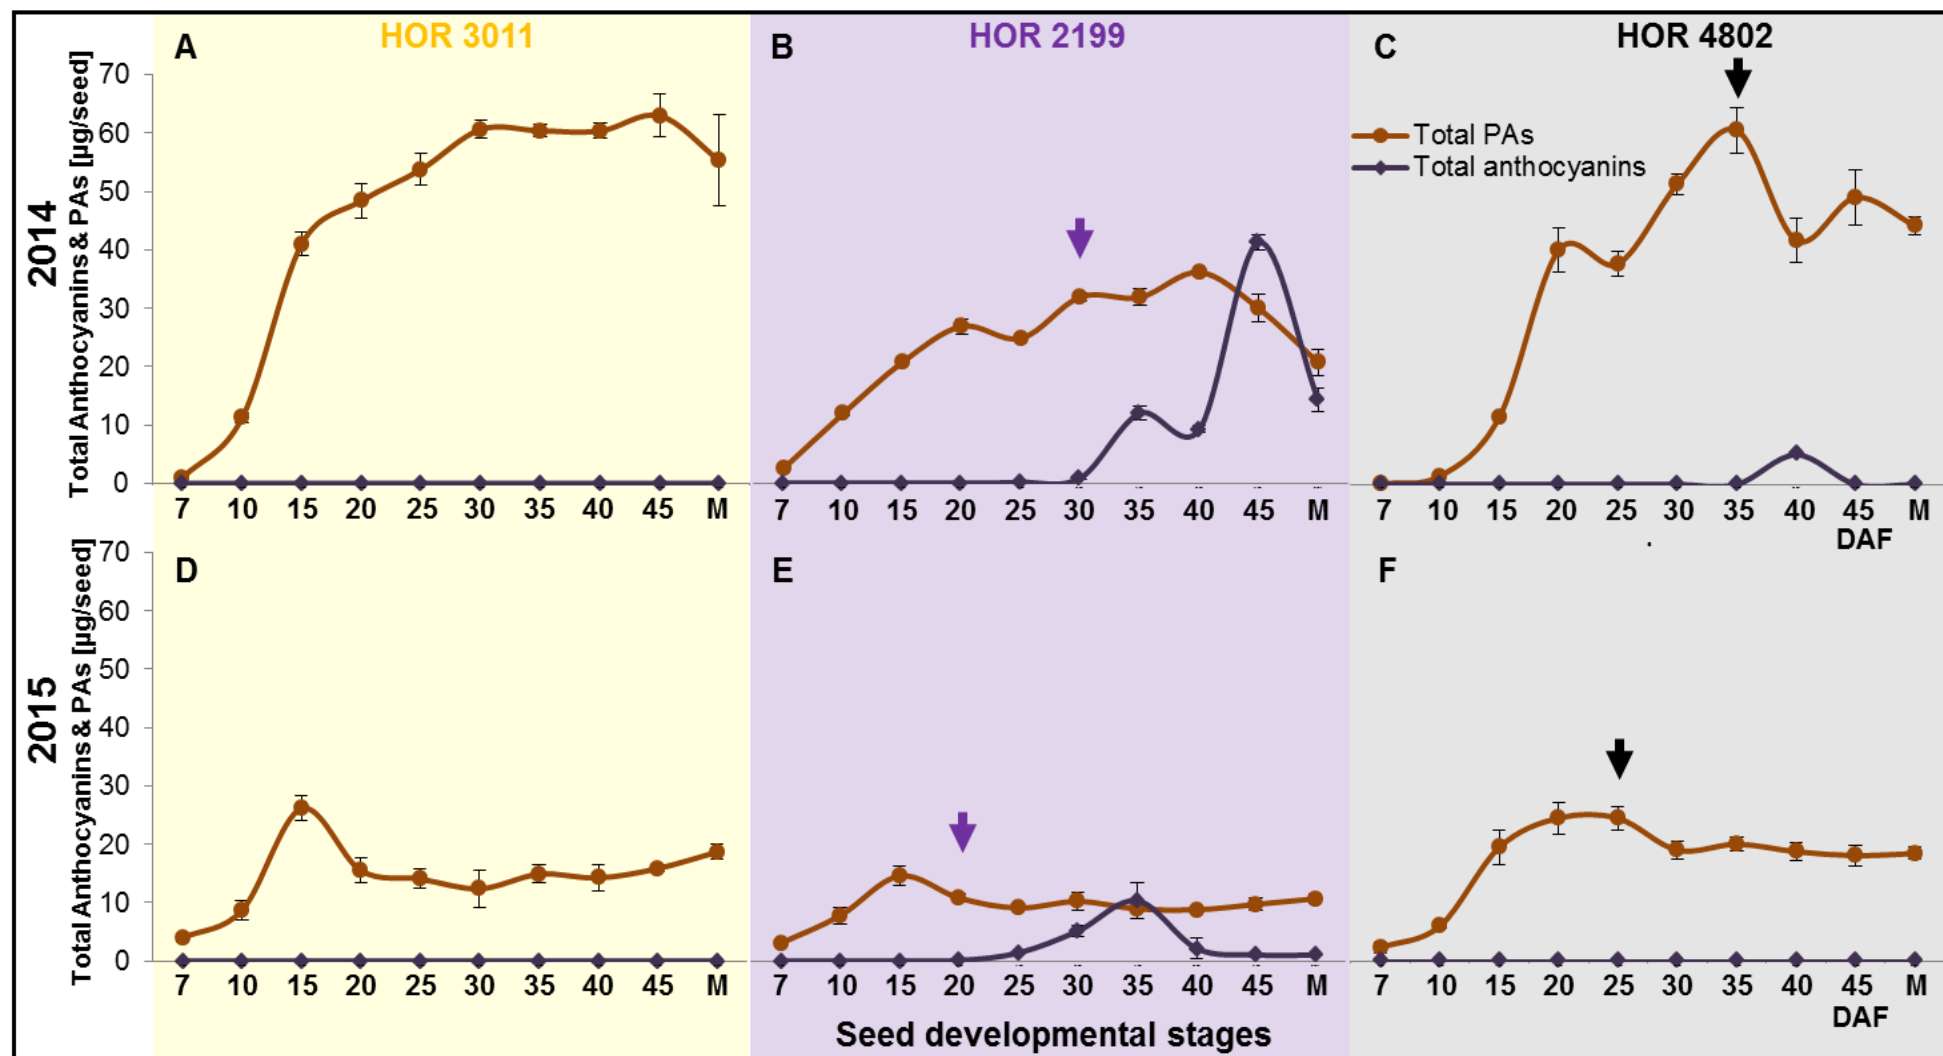 HOR 3011
HOR 2199
HOR 4802
A
B
C
2014
Total Anthocyanins & PAs [µg/seed]
70
60
50
40
30
20
10
0
Total PAs
Total anthocyanins
7 10 15 20 25 30 35 40 45 M
7 10 15 20 25 30 35 40 45 M
7 10 15 20 25 30 35 40 45 M
DAF
D
E
F
2015
Total Anthocyanins & PAs [µg/seed]
70
60
50
40
30
20
10
0
7 10 15 20 25 30 35 40 45 M
7 10 15 20 25 30 35 40 45 M
7 10 15 20 25 30 35 40 45 M
DAF
Seed developmental stages